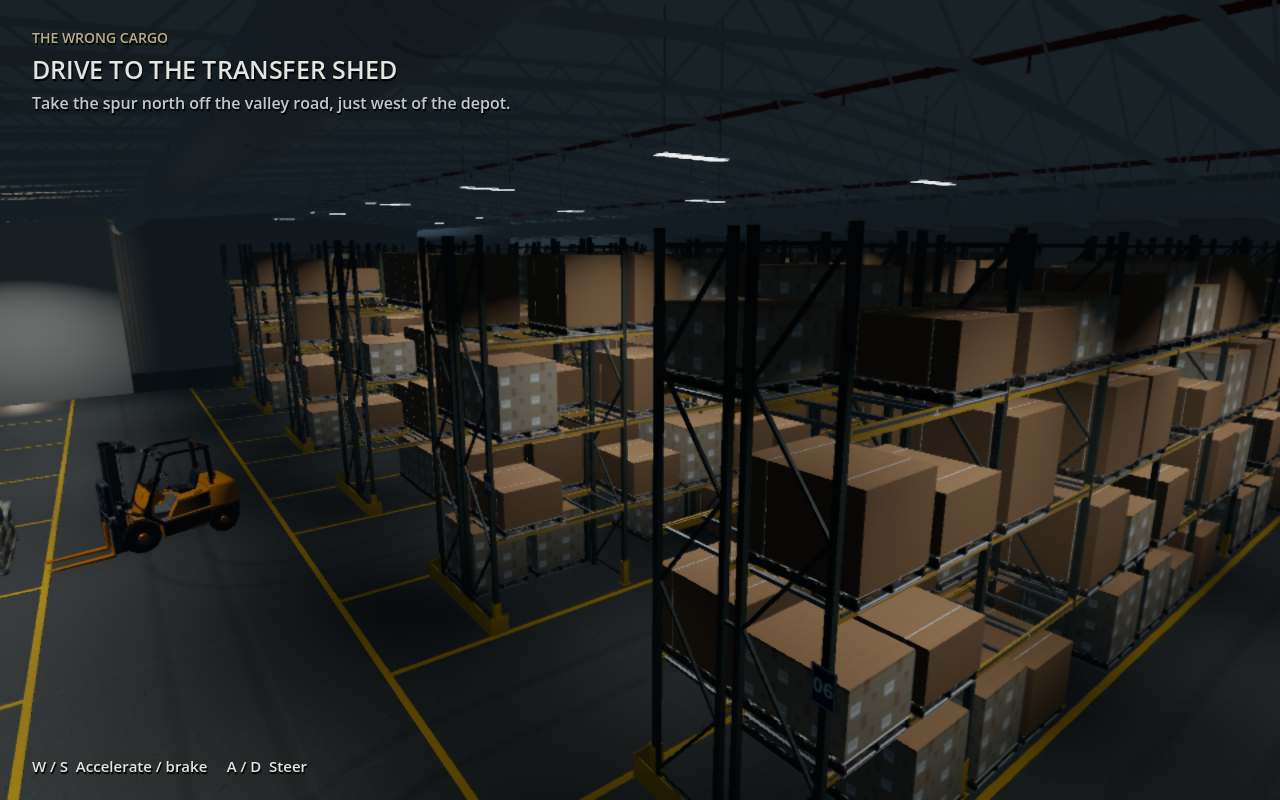 THE WRONG CARGO
DRIVE TO THE TRANSFER SHED
Take the spur north off the valley road, just west of the depot.
06
W / S Accelerate / brake A / D Steer